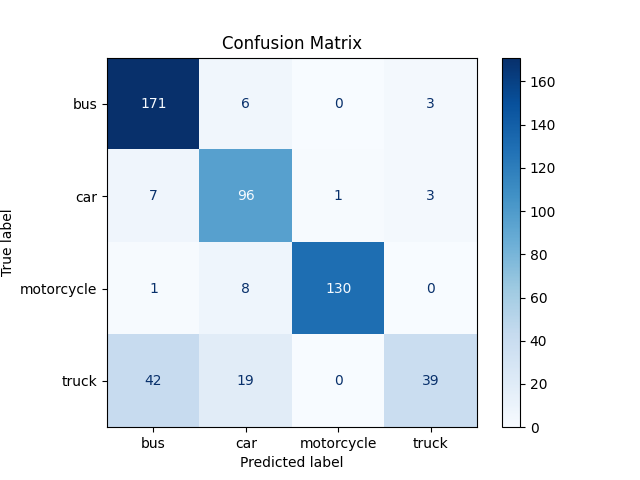 Confusion Matrix
True label
bus 171 6 0 3
car 7 96 1 3
motorcycle 1 8 130 0
truck 42 19 0 39
bus car motorcycle truck
Predicted label
160
140
120
100
80
60
40
20
0